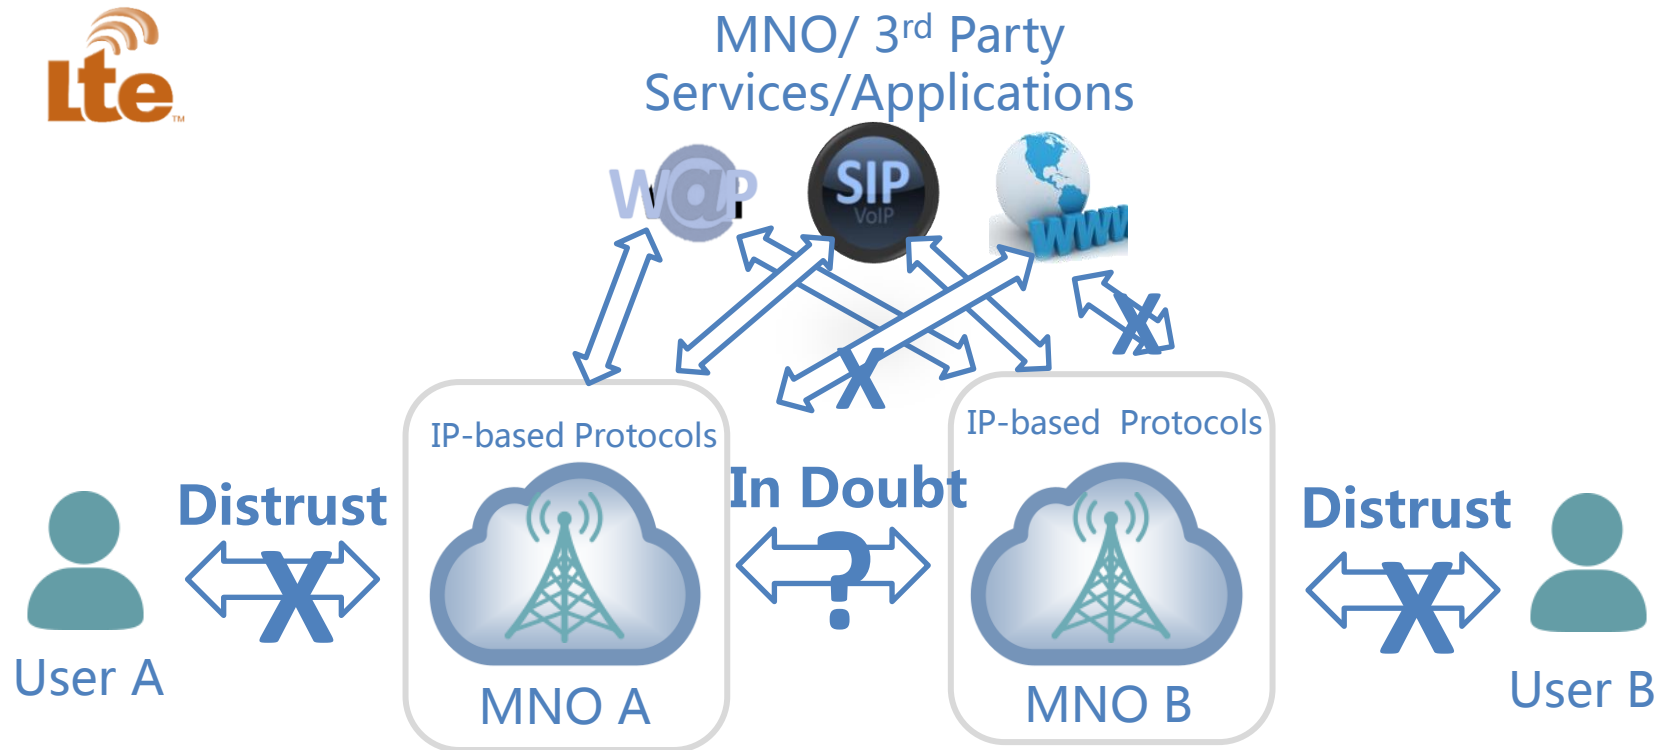 Lte
TM
MNO/ 3rd Party
Services/Applications
W@P
SIP
VoIP
WWW
IP-based Protocols
IP-based Protocols
Distrust
X
In Doubt
?
Distrust
X
X
X
User A
MNO A
MNO B
User B